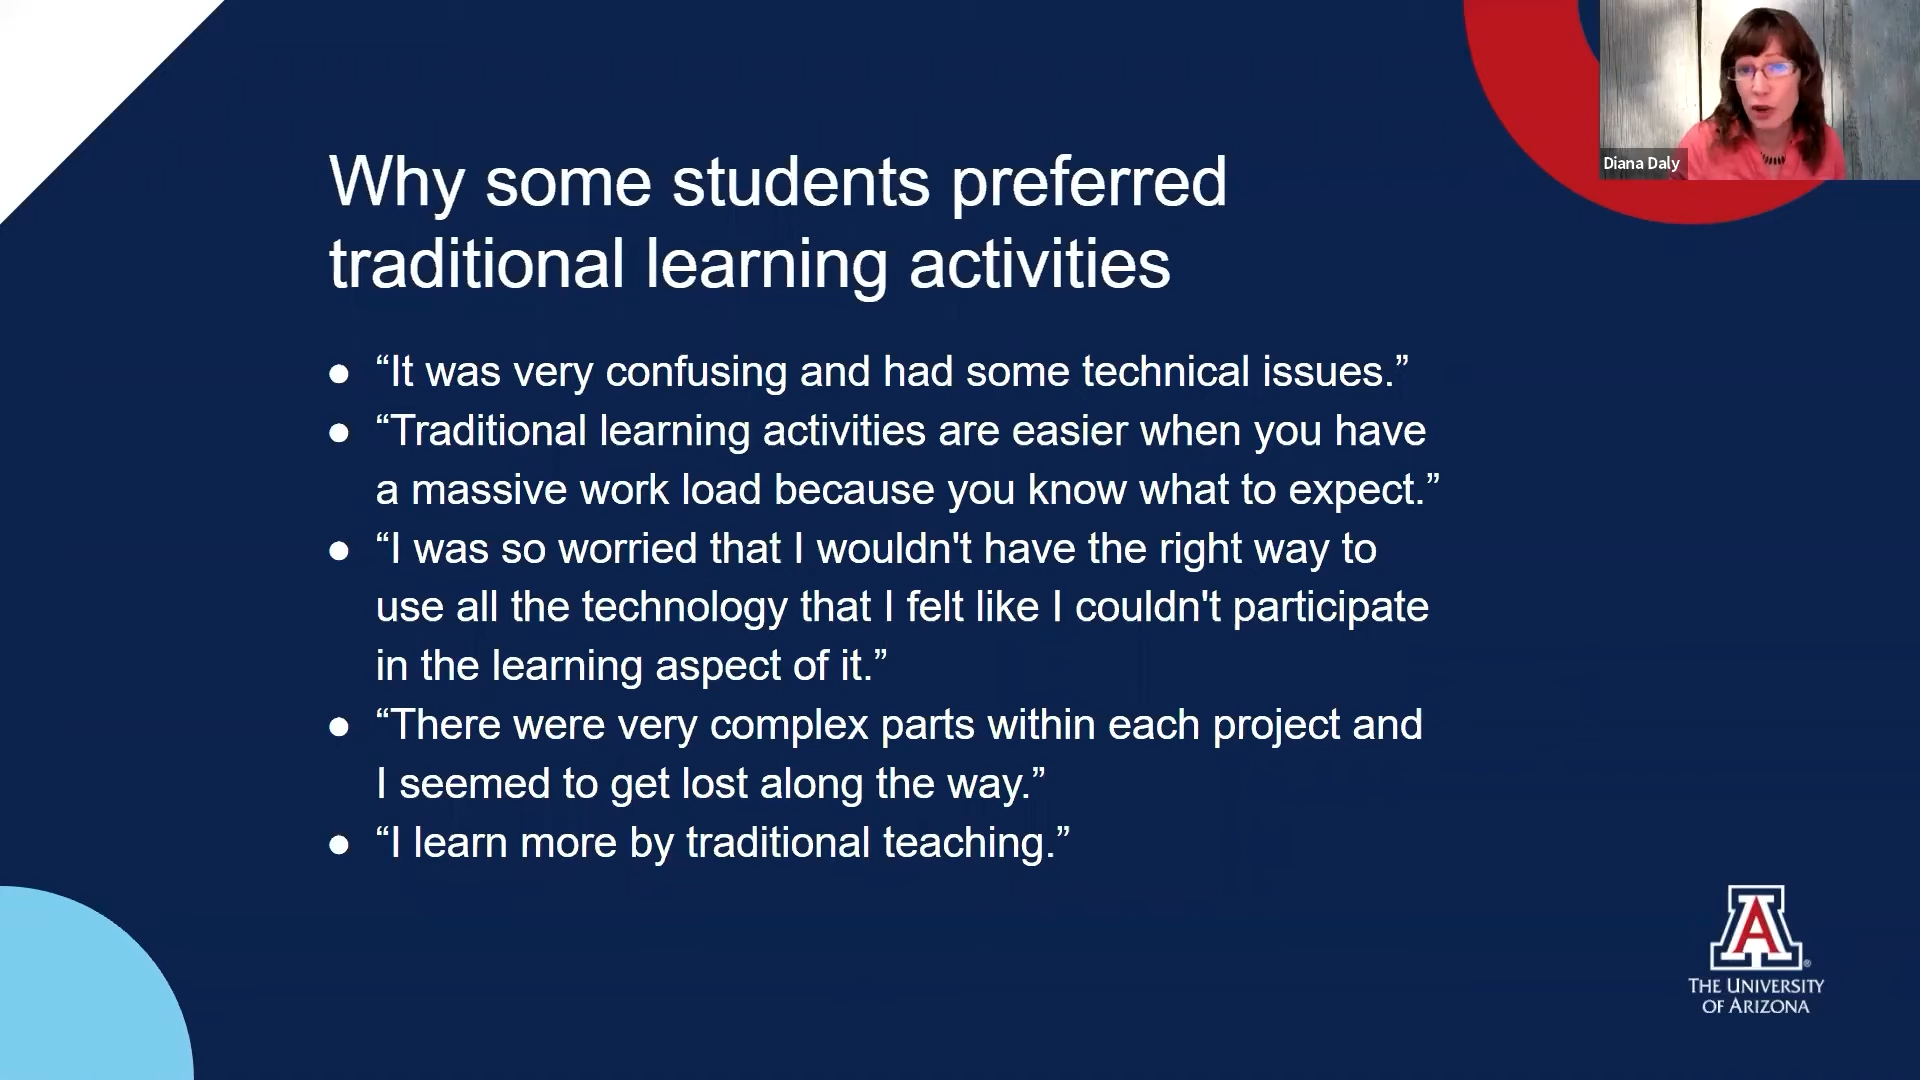 Diana Daly
Why some students preferred
traditional learning activities
● “It was very confusing and had some technical issues.”
● “Traditional learning activities are easier when you have
a massive work load because you know what to expect.”
● “I was so worried that I wouldn't have the right way to
use all the technology that I felt like I couldn't participate
in the learning aspect of it.”
● “There were very complex parts within each project and
I seemed to get lost along the way.”
● “I learn more by traditional teaching.”
A®
THE UNIVERSITY
OF ARIZONA